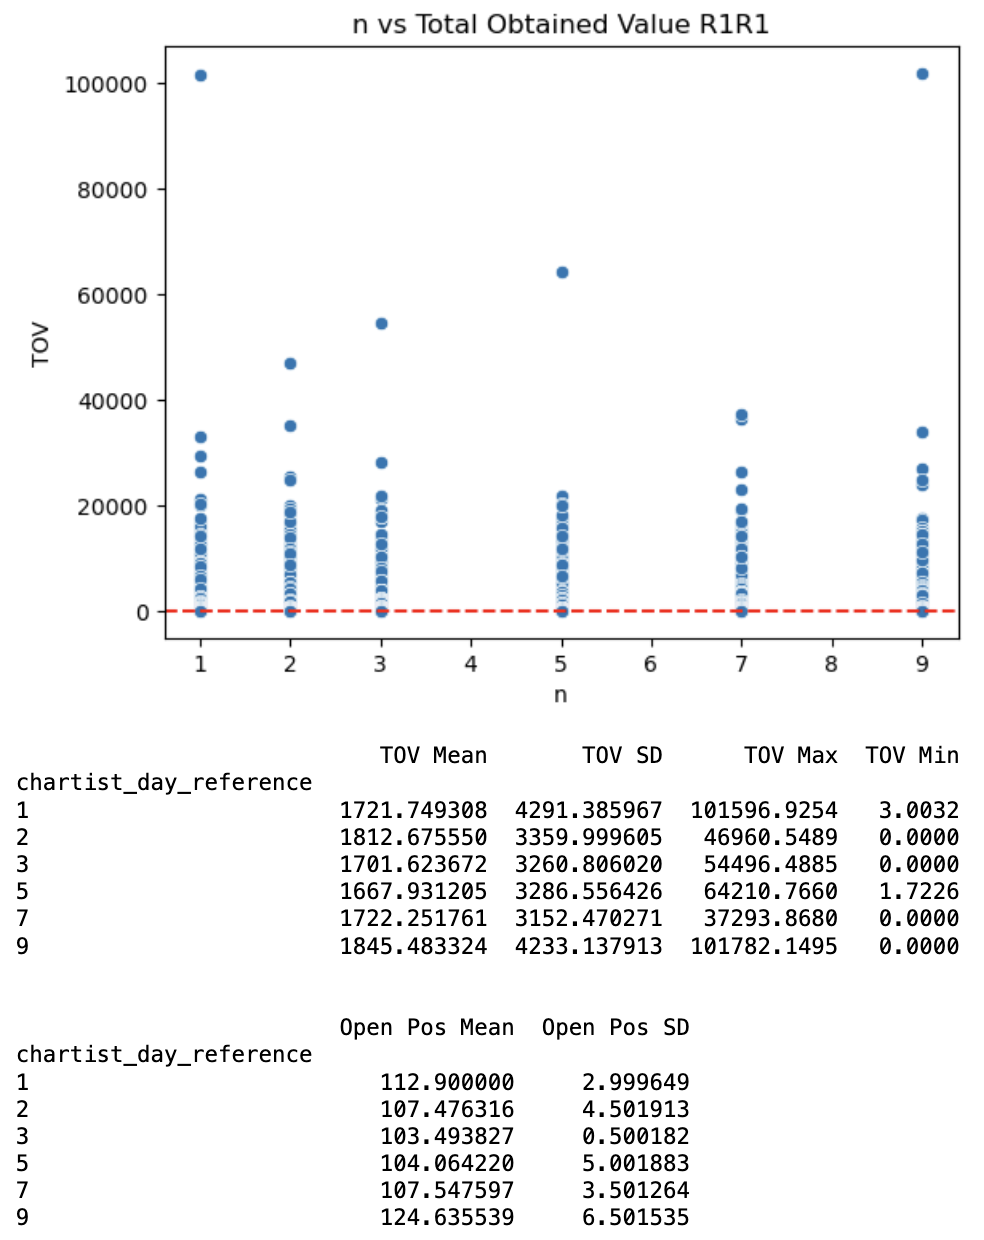 n vs Total Obtained Value R1R1
100000
80000
60000
40000
20000
0
TOV
1 2 3 4 5 6 7 8 9
n
TOV Mean TOV SD TOV Max TOV Min
chartist_day_reference
1 1721.749308 4291.385967 101596.9254 3.0032
2 1812.675550 3359.999605 46960.5489 0.0000
3 1701.623672 3260.806020 54496.4885 0.0000
5 1667.931205 3286.556426 64210.7660 1.7226
7 1722.251761 3152.470271 37293.8680 0.0000
9 1845.483324 4233.137913 101782.1495 0.0000
Open Pos Mean Open Pos SD
chartist_day_reference
1 112.900000 2.999649
2 107.476316 4.501913
3 103.493827 0.500182
5 104.064220 5.001883
7 107.547597 3.501264
9 124.635539 6.501535